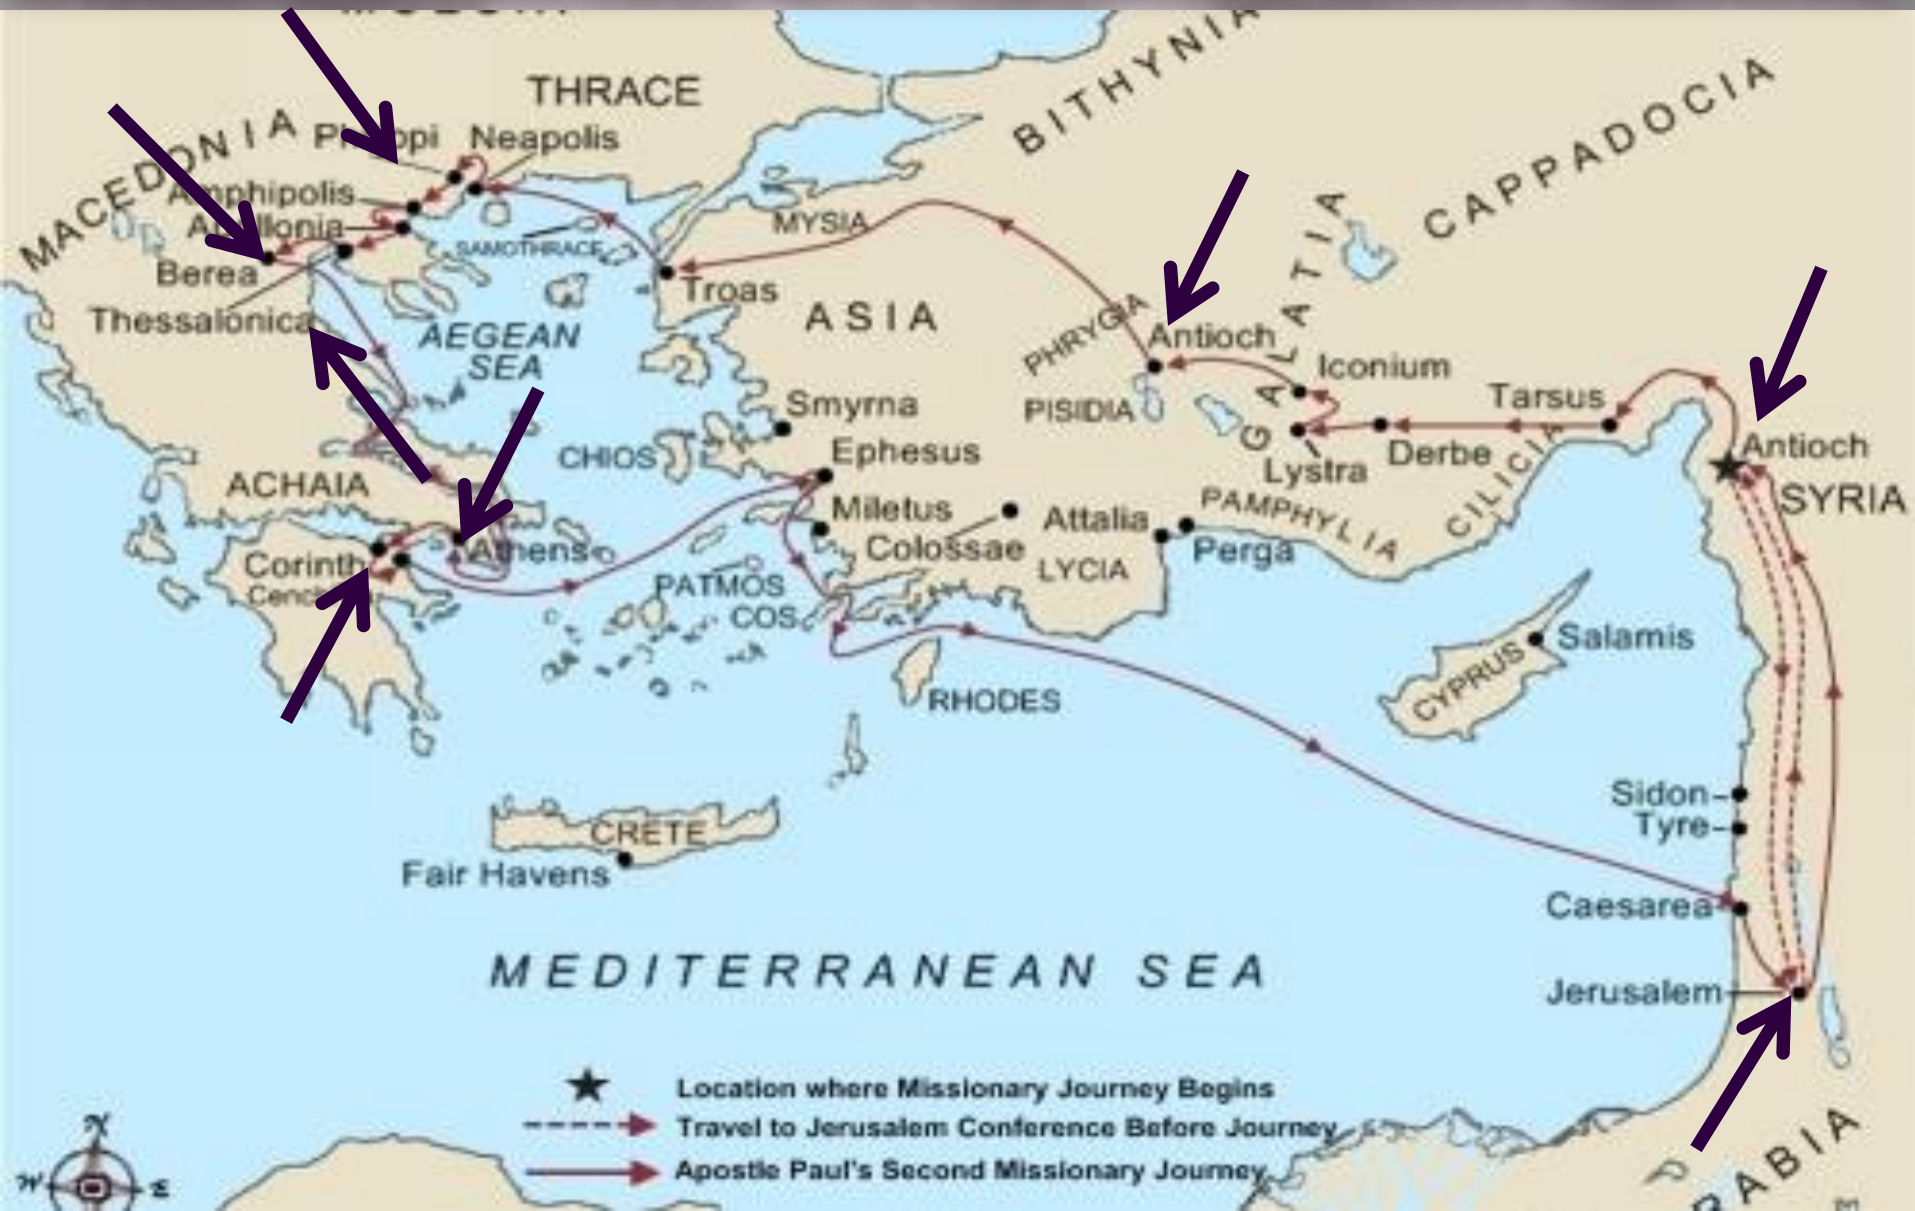 THRACE
BITHYNIA
CAPPADOCIA
MACEDONIA
Neapolis
Amphipolis
SAMOTHRACE
MYSIA
GALATIA
Berea
Troas
Thessalonica
AEGEAN
SEA
ASIA
PHRYGIA
Antioch
Iconium
PISIDIA
Tarsus
Smyrna
Antioch
CHIOS
Ephesus
Lystra
Derbe
CILICIA
SYRIA
ACHAIA
Miletus
Attalia
PAMPHYLIA
Colossae
Perga
Athens
Corinth
LYCIA
PATMOS
COS
Salamis
CYPRUS
RHODES
Sidon
Tyre
CRETE
Fair Havens
Caesarea
MEDITERRANEAN SEA
Jerusalem
Location where Missionary Journey Begins
Travel to Jerusalem Conference Before Journey
Apostle Paul's Second Missionary Journey
N
W
E